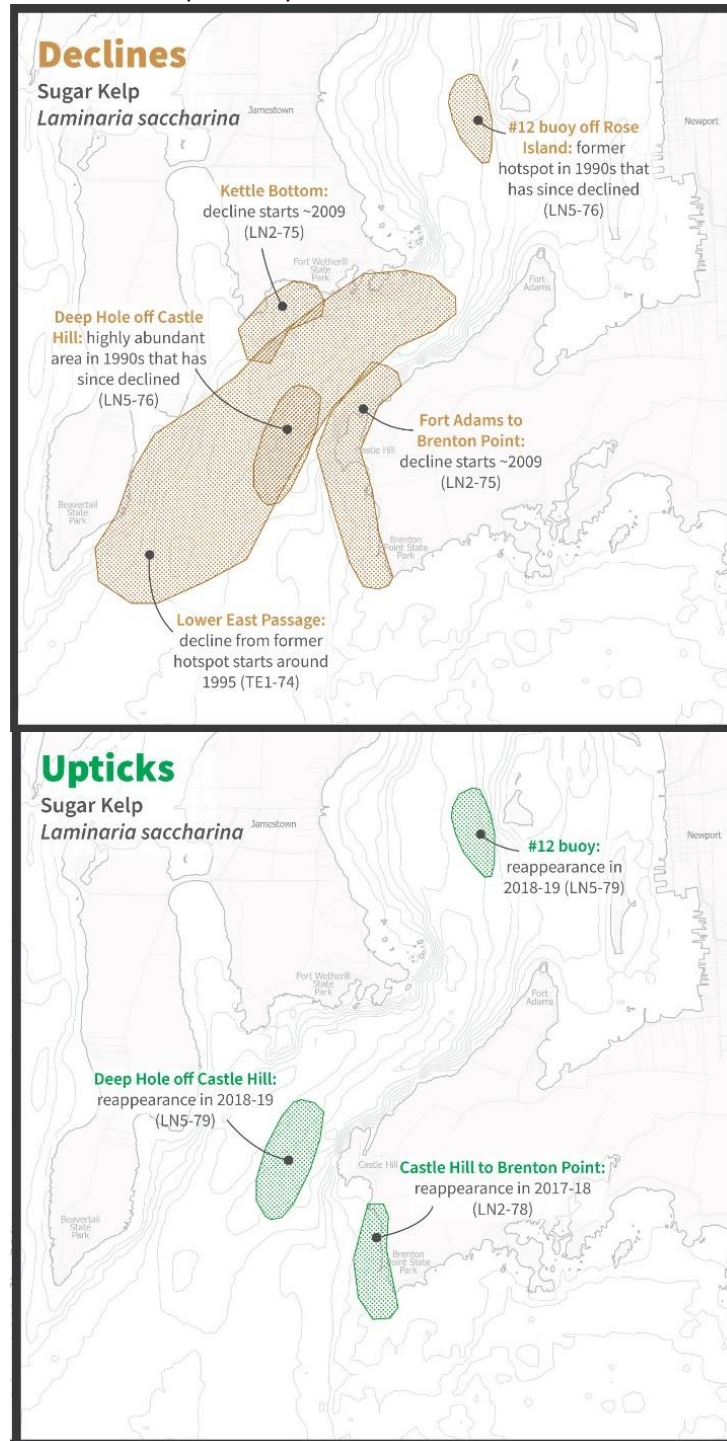 Declines
Sugar Kelp
Laminaria saccharina
Jamestown
Newport
#12 buoy off Rose
Island: former
hotspot in 1990s that
has since declined
(LN5-76)
Kettle Bottom:
decline starts ~2009
(LN2-75)
Fort Wetherill
State
Park
Fort
Adams
Deep Hole off Castle
Hill: highly abundant
area in 1990s that has
since declined
(LN5-76)
Fort Adams to
Brenton Point:
decline starts ~2009
(LN2-75)
Castle Hill
Beavertail
State
Park
Brenton
Point State
Park
Lower East Passage:
decline from former
hotspot starts around
1995 (TE1-74)
Upticks
Sugar Kelp
Laminaria saccharina
Jamestown
Newport
#12 buoy:
reappearance in
2018-19 (LN5-79)
Fort Wetherill
State
Park
Fort
Adams
Deep Hole off Castle Hill:
reappearance in 2018-19
(LN5-79)
Castle Hill
Castle Hill to Brenton Point:
reappearance in 2017-18
(LN2-78)
Beavertail
State
Park
Brenton
Point State
Park